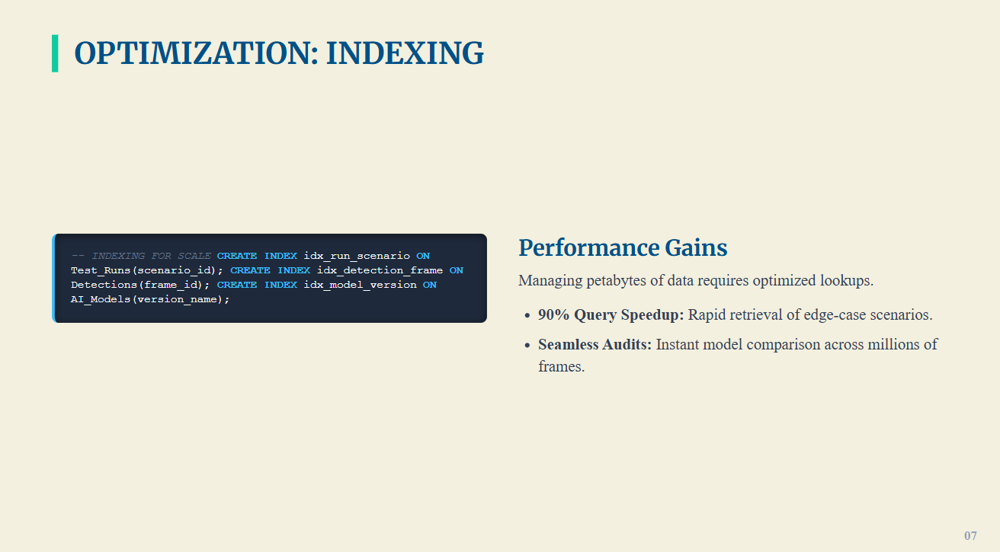 OPTIMIZATION: INDEXING
-- INDEXING FOR SCALE CREATE INDEX idx_run_scenario ON
Test_Runs(scenario_id); CREATE INDEX idx_detection_frame ON
Detections(frame_id); CREATE INDEX idx_model_version ON
AI_Models(version_name);
Performance Gains
Managing petabytes of data requires optimized lookups.
• 90% Query Speedup: Rapid retrieval of edge-case scenarios.
• Seamless Audits: Instant model comparison across millions of
frames.
07